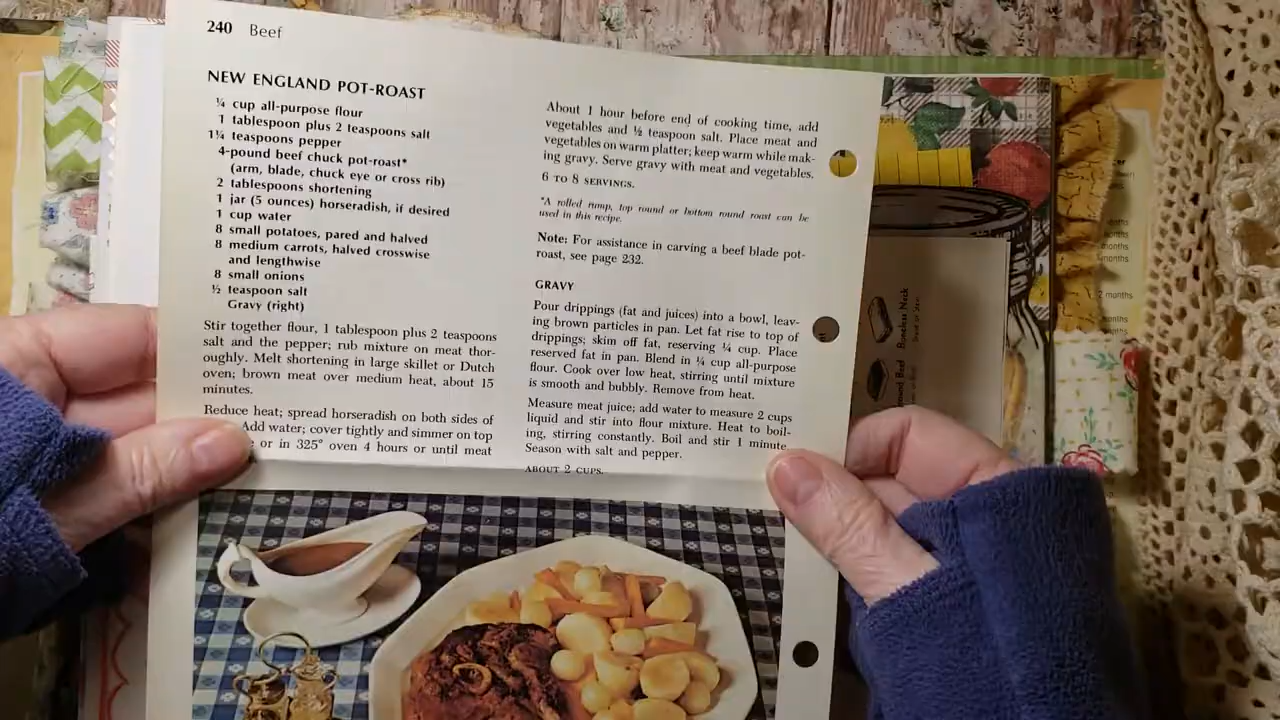 240 Beef
NEW ENGLAND POT-ROAST
¼ cup all-purpose flour
1 tablespoon plus 2 teaspoons salt
1¼ teaspoons pepper
4-pound beef chuck pot-roast*
(arm, blade, chuck eye or cross rib)
2 tablespoons shortening
1 jar (5 ounces) horseradish, if desired
1 cup water
8 small potatoes, pared and halved
8 medium carrots, halved crosswise
and lengthwise
8 small onions
½ teaspoon salt
Gravy (right)
Stir together flour, 1 tablespoon plus 2 teaspoons
salt and the pepper; rub mixture on meat thor-
oughly. Melt shortening in large skillet or Dutch
oven; brown meat over medium heat, about 15
minutes.
Reduce heat; spread horseradish on both sides of
Add water; cover tightly and simmer on top
or in 325° oven 4 hours or until meat
About 1 hour before end of cooking time, add
vegetables and ½ teaspoon salt. Place meat and
vegetables on warm platter; keep warm while mak-
ing gravy. Serve gravy with meat and vegetables.
6 TO 8 SERVINGS.
*A rolled rump, top round or bottom round roast can be
used in this recipe.
Note: For assistance in carving a beef blade pot-
roast, see page 232.
GRAVY
Pour drippings (fat and juices) into a bowl, leav-
ing brown particles in pan. Let fat rise to top of
drippings; skim off fat, reserving ¼ cup. Place
reserved fat in pan. Blend in ¼ cup all-purpose
flour. Cook over low heat, stirring until mixture
is smooth and bubbly. Remove from heat.
Measure meat juice; add water to measure 2 cups
liquid and stir into flour mixture. Heat to boil-
ing, stirring constantly. Boil and stir 1 minute
Season with salt and pepper.
ABOUT 2 CUPS.
Boneless Neck
Beef
months
months
2 months
months